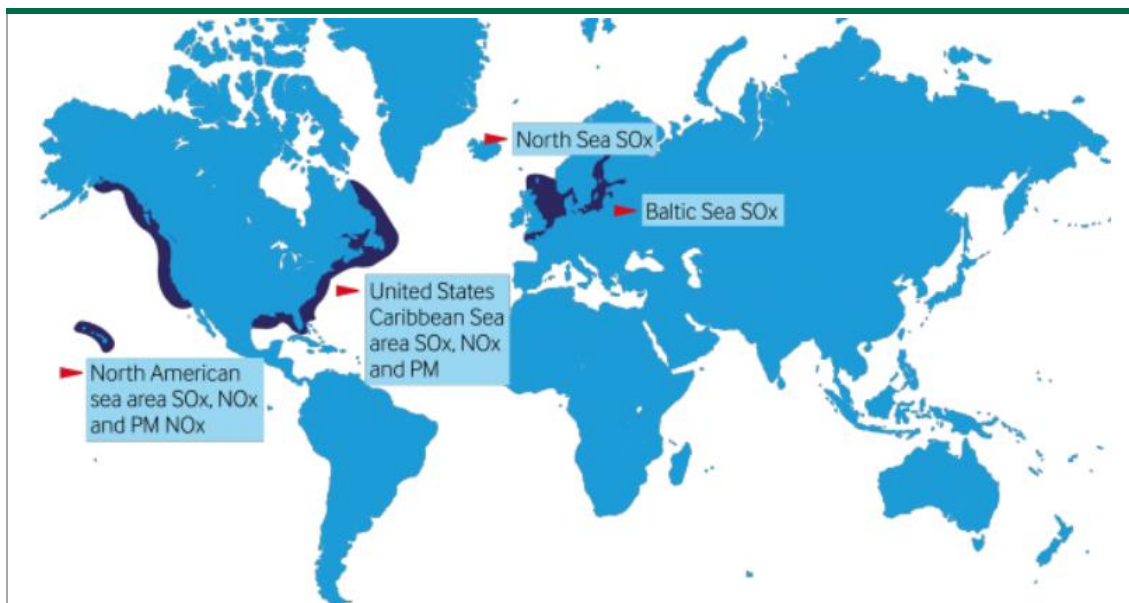 North Sea SOx
Baltic Sea SOx
United States
Caribbean Sea
area SOx, NOx
and PM
North American
sea area SOx, NOx
and PM NOx